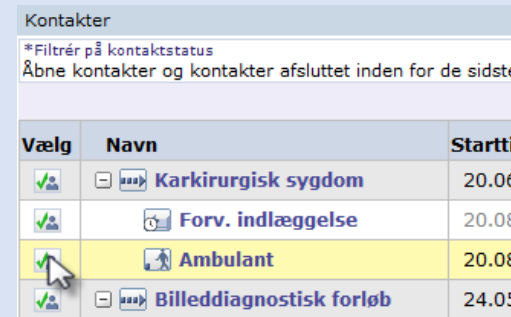 Kontakter
*Filtrér på kontaktstatus
Åbne kontakter og kontakter afsluttet inden for de
Vælg Navn
Karkirurgisk sygdom 20.06
Forv. indlæggelse 20.08
Ambulant 20.08
Billeddiagnostisk forløb 24.05